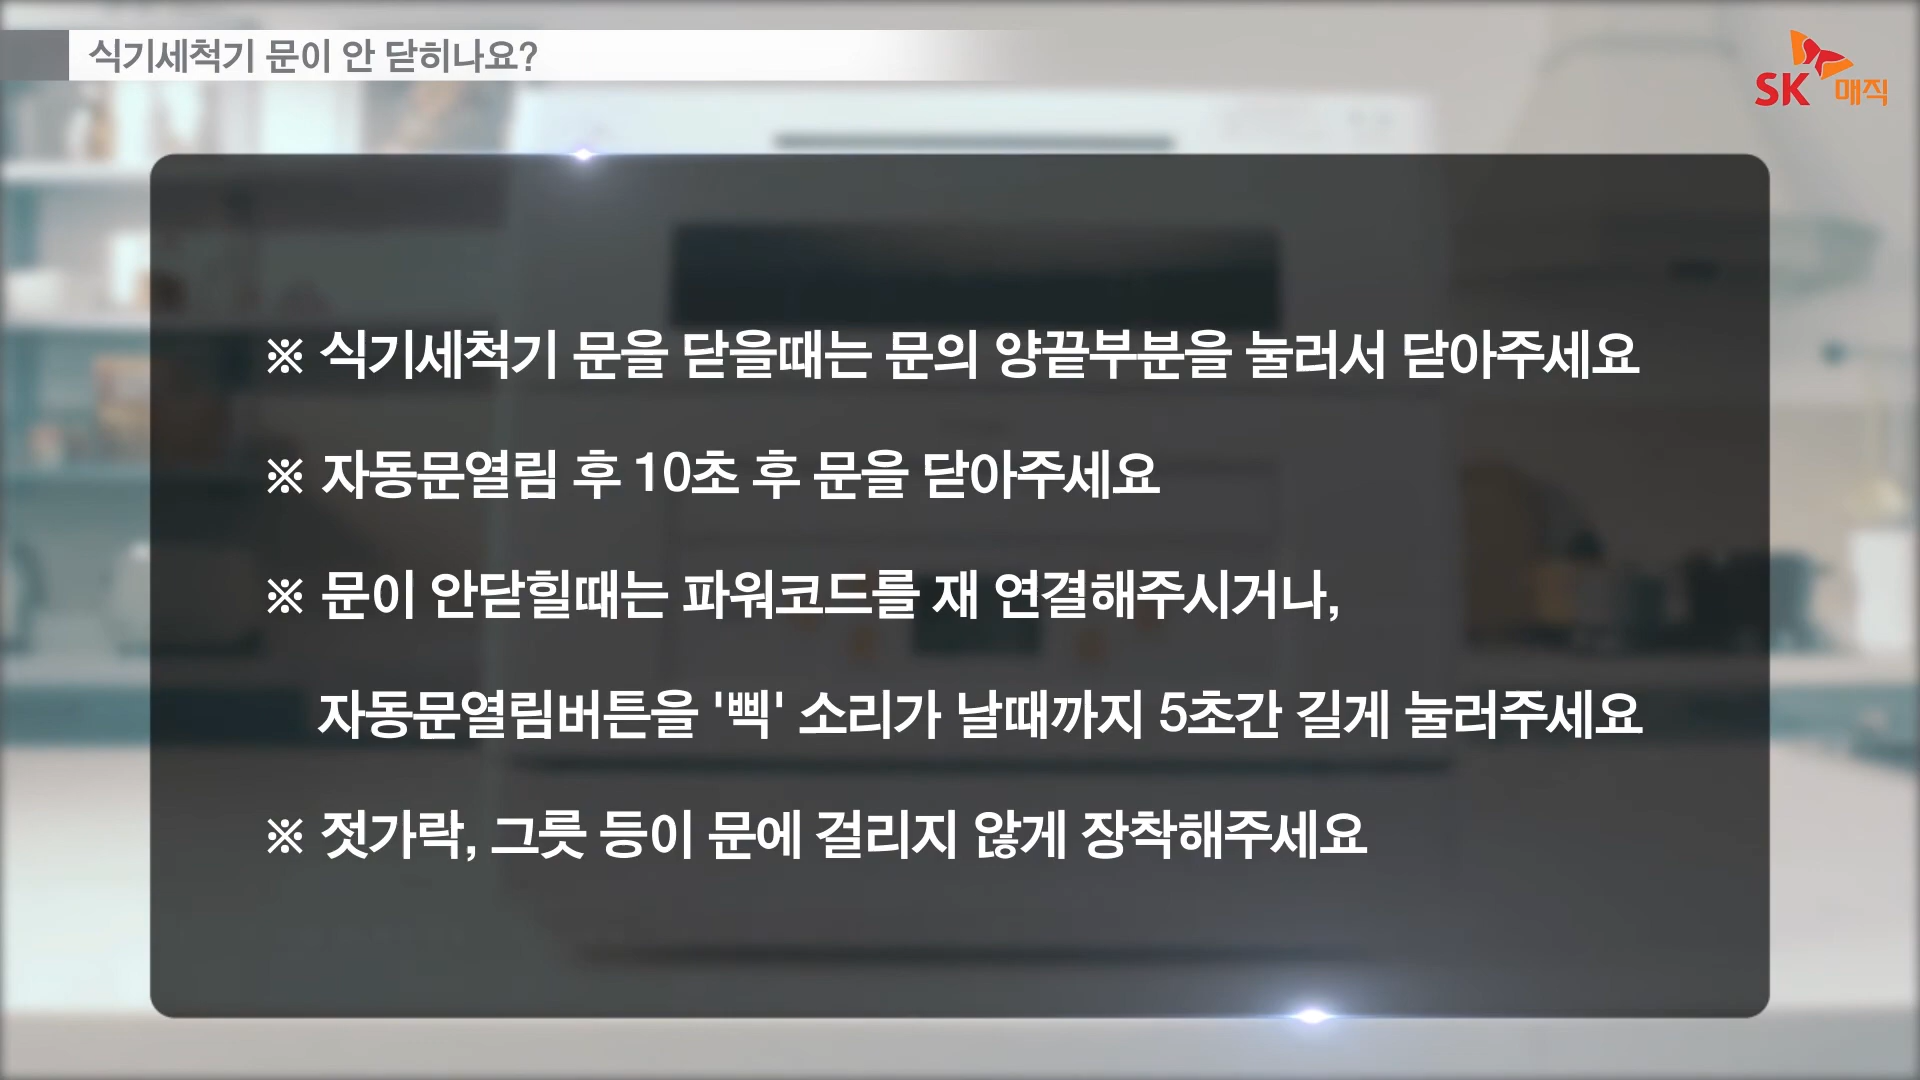 식기세척기 문이 안 닫히나요?
SK 매직
※ 식기세척기 문을 닫을때는 문의 양끝부분을 눌러서 닫아주세요
※ 자동문열림 후 10초 후 문을 닫아주세요
※ 문이 안닫힐때는 파워코드를 재 연결해주시거나,
자동문열림버튼을 '삑' 소리가 날때까지 5초간 길게 눌러주세요
※ 젓가락, 그릇 등이 문에 걸리지 않게 장착해주세요